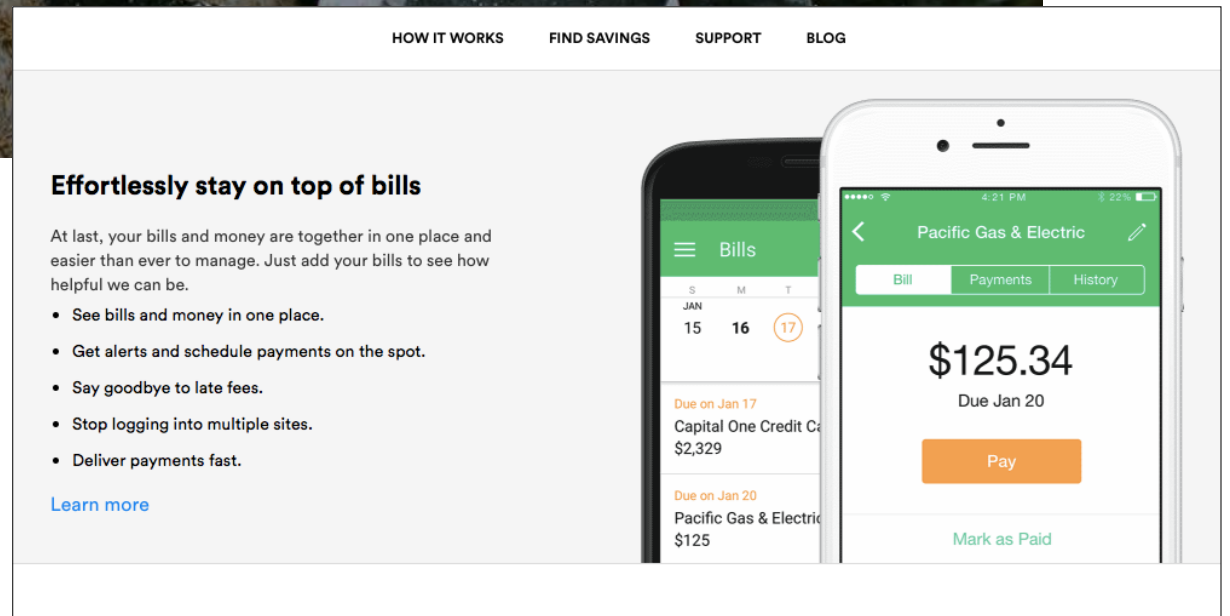 HOW IT WORKS FIND SAVINGS SUPPORT BLOG
Effortlessly stay on top of bills
At last, your bills and money are together in one place and
easier than ever to manage. Just add your bills to see how
helpful we can be.
• See bills and money in one place.
• Get alerts and schedule payments on the spot.
• Say goodbye to late fees.
• Stop logging into multiple sites.
• Deliver payments fast.
Learn more
Bills
S M T
JAN
15 16 17
Due on Jan 17
Capital One Credit
$2,329
Due on Jan 20
Pacific Gas & Electric
$125
4:21 PM 22%
Pacific Gas & Electric
Bill Payments History
$125.34
Due Jan 20
Pay
Mark as Paid